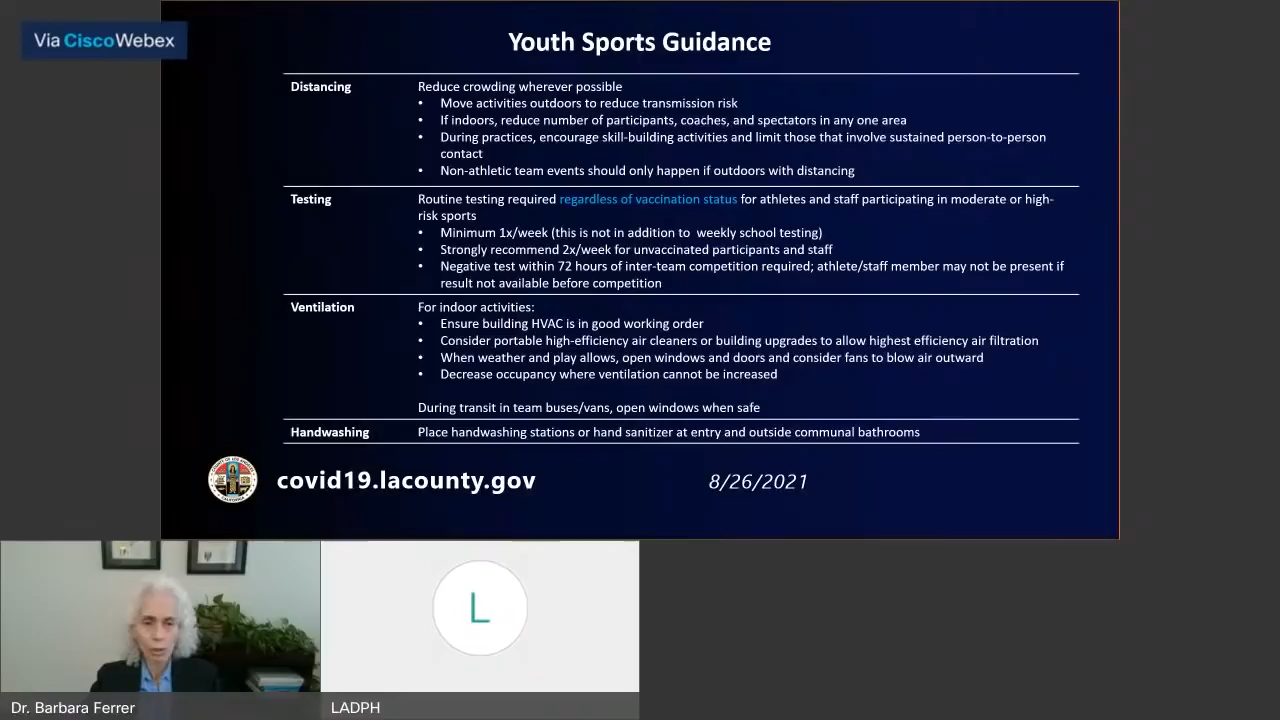 Via CiscoWebex
Youth Sports Guidance
Distancing
Reduce crowding wherever possible
• Move activities outdoors to reduce transmission risk
• If indoors, reduce number of participants, coaches, and spectators in any one area
• During practices, encourage skill-building activities and limit those that involve sustained person-to-person
contact
• Non-athletic team events should only happen if outdoors with distancing
Testing
Routine testing required regardless of vaccination status for athletes and staff participating in moderate or high-
risk sports
• Minimum 1x/week (this is not in addition to weekly school testing)
• Strongly recommend 2x/week for unvaccinated participants and staff
• Negative test within 72 hours of inter-team competition required; athlete/staff member may not be present if
result not available before competition
Ventilation
For indoor activities:
• Ensure building HVAC is in good working order
• Consider portable high-efficiency air cleaners or building upgrades to allow highest efficiency air filtration
• When weather and play allows, open windows and doors and consider fans to blow air outward
• Decrease occupancy where ventilation cannot be increased
During transit in team buses/vans, open windows when safe
Handwashing
Place handwashing stations or hand sanitizer at entry and outside communal bathrooms
covid19.lacounty.gov
8/26/2021
L
Dr. Barbara Ferrer
LADPH